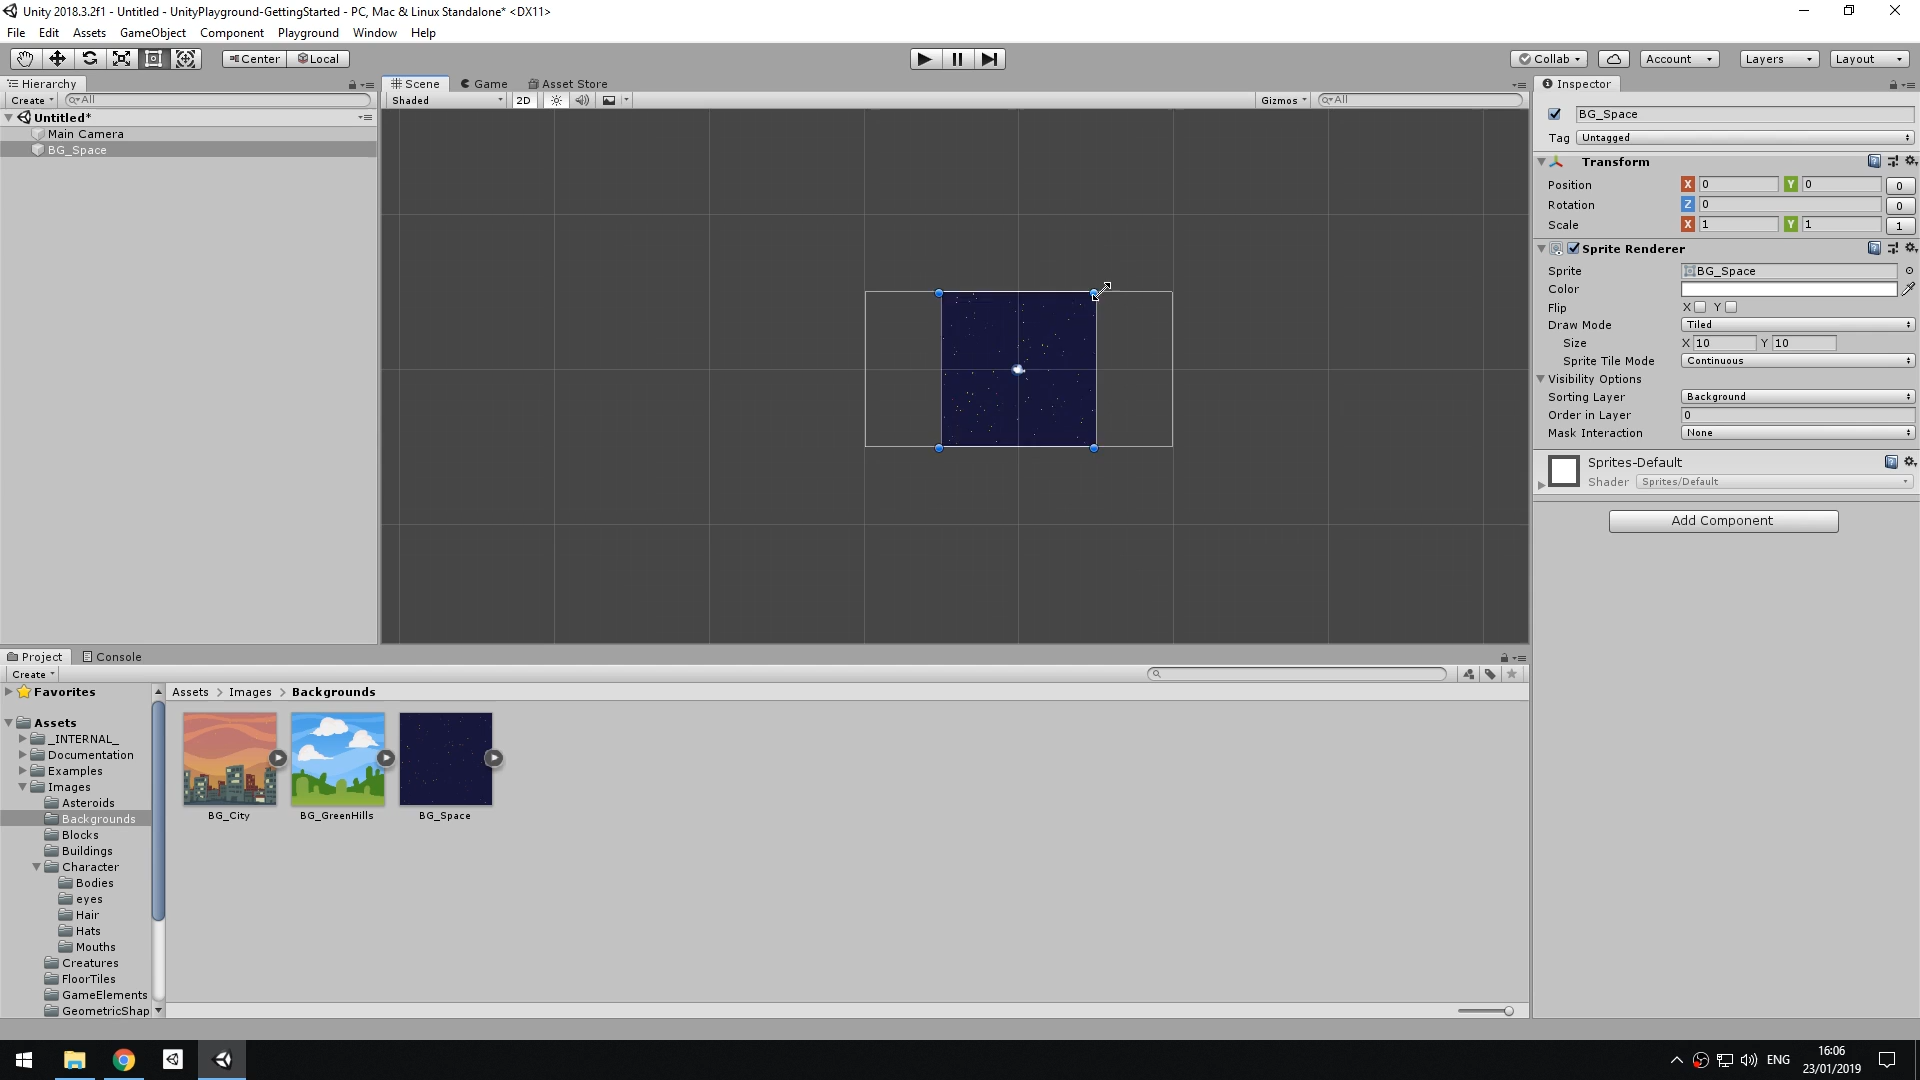 Unity 2018.3.2f1 - Untitled - UnityPlayground-GettingStarted - PC, Mac & Linux Standalone* <DX11>
File Edit Assets GameObject Component Playground Window Help
Center Local Collab Account Layers Layout
Hierarchy
Create All
Untitled*
Main Camera
BG_Space
Scene Game Asset Store
Shaded 2D Gizmos All
Inspector
BG_Space
Tag Untagged
Transform
Position X 0 Y 0 0
Rotation Z 0 0
Scale X 1 Y 1 1
Sprite Renderer
Sprite BG_Space
Color
Flip X Y
Draw Mode Tiled
Size X 10 Y 10
Sprite Tile Mode Continuous
Visibility Options
Sorting Layer Background
Order in Layer 0
Mask Interaction None
Sprites-Default
Shader Sprites/Default
Add Component
Project Console
Create
Favorites
Assets
_INTERNAL_
Documentation
Examples
Images
Asteroids
Backgrounds
Blocks
Buildings
Character
Bodies
eyes
Hair
Hats
Mouths
Creatures
FloorTiles
GameElements
GeometricShap
Assets > Images > Backgrounds
BG_City BG_GreenHills BG_Space
ENG
16:06
23/01/2019